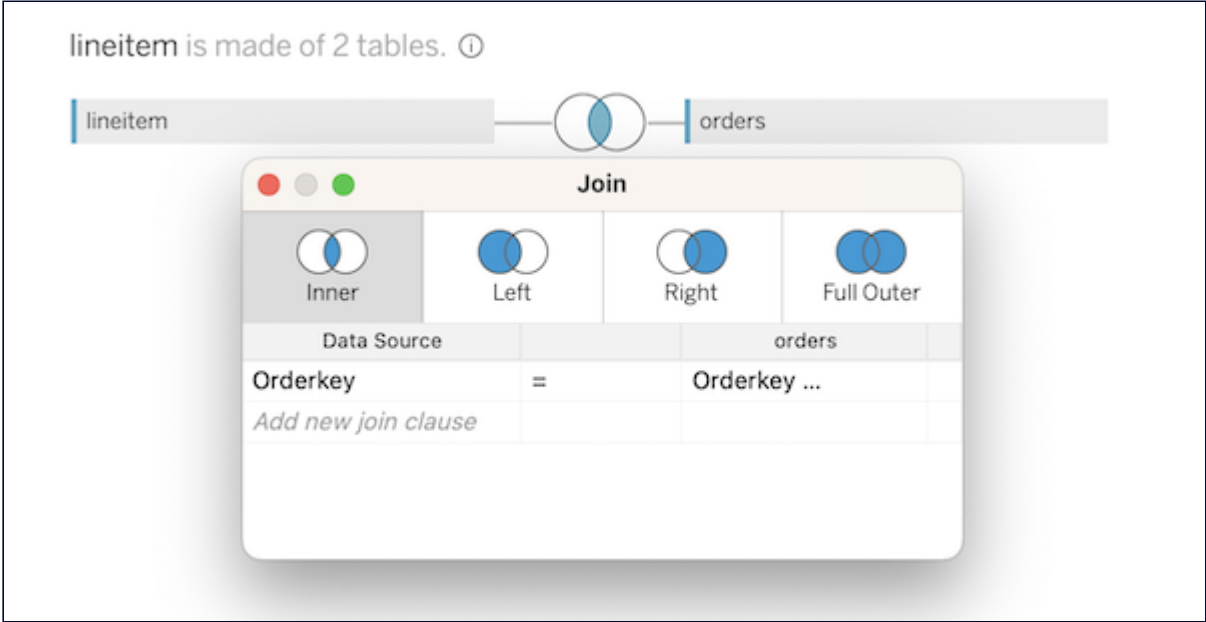 lineitem is made of 2 tables. ⓘ
lineitem orders
Join
Inner Left Right Full Outer
Data Source orders
Orderkey = Orderkey ...
Add new join clause